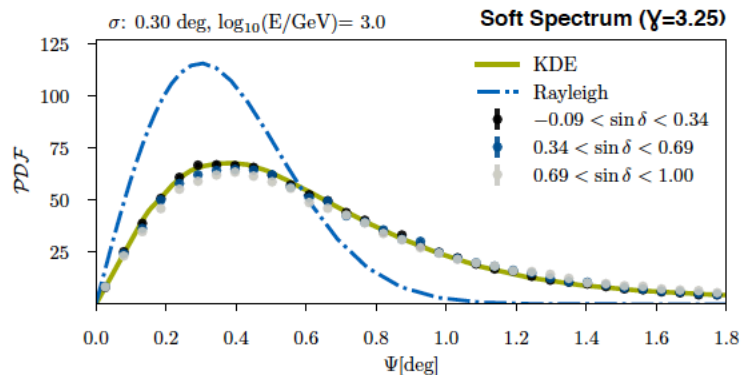 σ: 0.30 deg, log₁₀(E/GeV)= 3.0
Soft Spectrum (Ɣ=3.25)
125
100
75
50
25
PDF
KDE
Rayleigh
−0.09 < sin δ < 0.34
0.34 < sin δ < 0.69
0.69 < sin δ < 1.00
0.0 0.2 0.4 0.6 0.8 1.0 1.2 1.4 1.6 1.8
Ψ[deg]